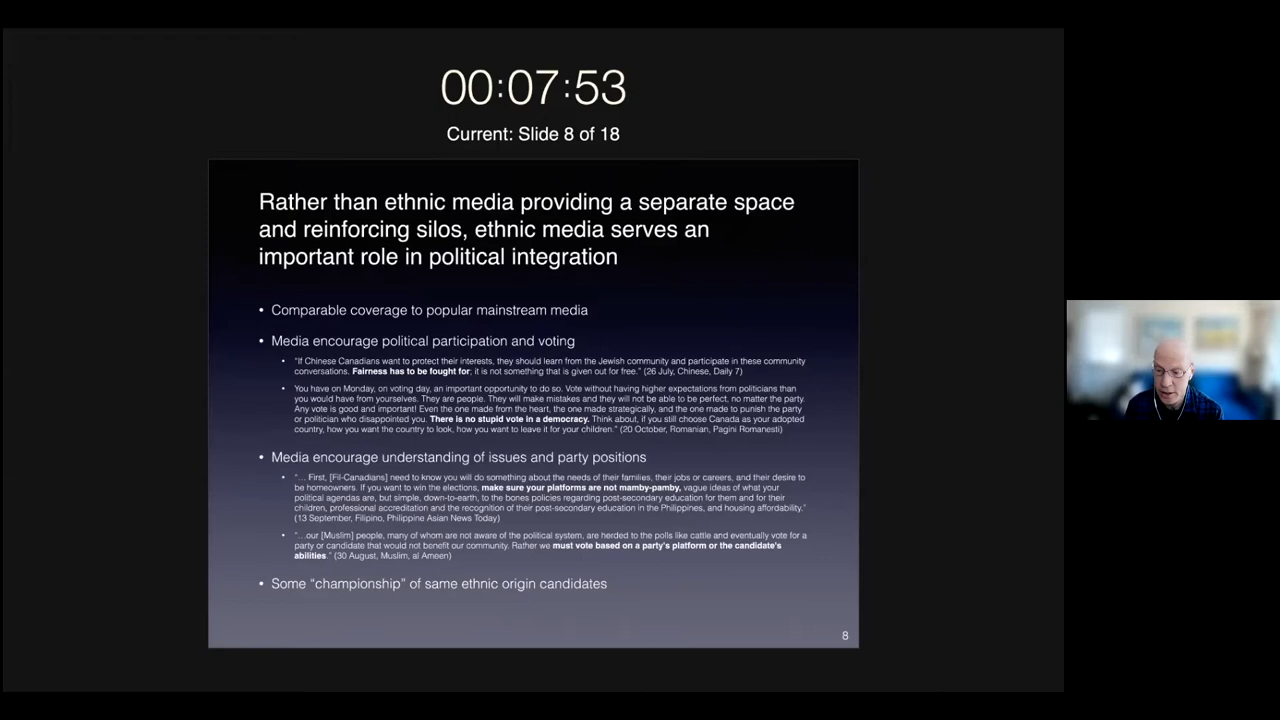 00:07:53
Current: Slide 8 of 18
Rather than ethnic media providing a separate space
and reinforcing silos, ethnic media serves an
important role in political integration
• Comparable coverage to popular mainstream media
• Media encourage political participation and voting
• “If Chinese Canadians want to protect their interests, they should learn from the Jewish community and participate in these community
conversations. Fairness has to be fought for; it is not something that is given out for free.” (26 July, Chinese, Daily 7)
• You have on Monday, on voting day, an important opportunity to do so. Vote without having higher expectations from politicians than
you would have from yourselves. They are people. They will make mistakes and they will not be able to be perfect, no matter the party.
Any vote is good and important! Even the one made from the heart, the one made strategically, and the one made to punish the party
or politician who disappointed you. There is no stupid vote in a democracy. Think about, if you still choose Canada as your adopted
country, how you want the country to look, how you want to leave it for your children.” (20 October, Romanian, Pagini Romanesti)
• Media encourage understanding of issues and party positions
• “… First, [Fil-Canadians] need to know you will do something about the needs of their families, their jobs or careers, and their desire to
be homeowners. If you want to win the elections, make sure your platforms are not mamby-pamby, vague ideas of what your
political agendas are, but simple, down-to-earth, to the bones policies regarding post-secondary education for them and for their
children, professional accreditation and the recognition of their post-secondary education in the Philippines, and housing affordability.”
(13 September, Filipino, Philippine Asian News Today)
• “…our [Muslim] people, many of whom are not aware of the political system, are herded to the polls like cattle and eventually vote for a
party or candidate that would not benefit our community. Rather we must vote based on a party's platform or the candidate's
abilities.” (30 August, Muslim, al Ameen)
• Some “championship” of same ethnic origin candidates
8